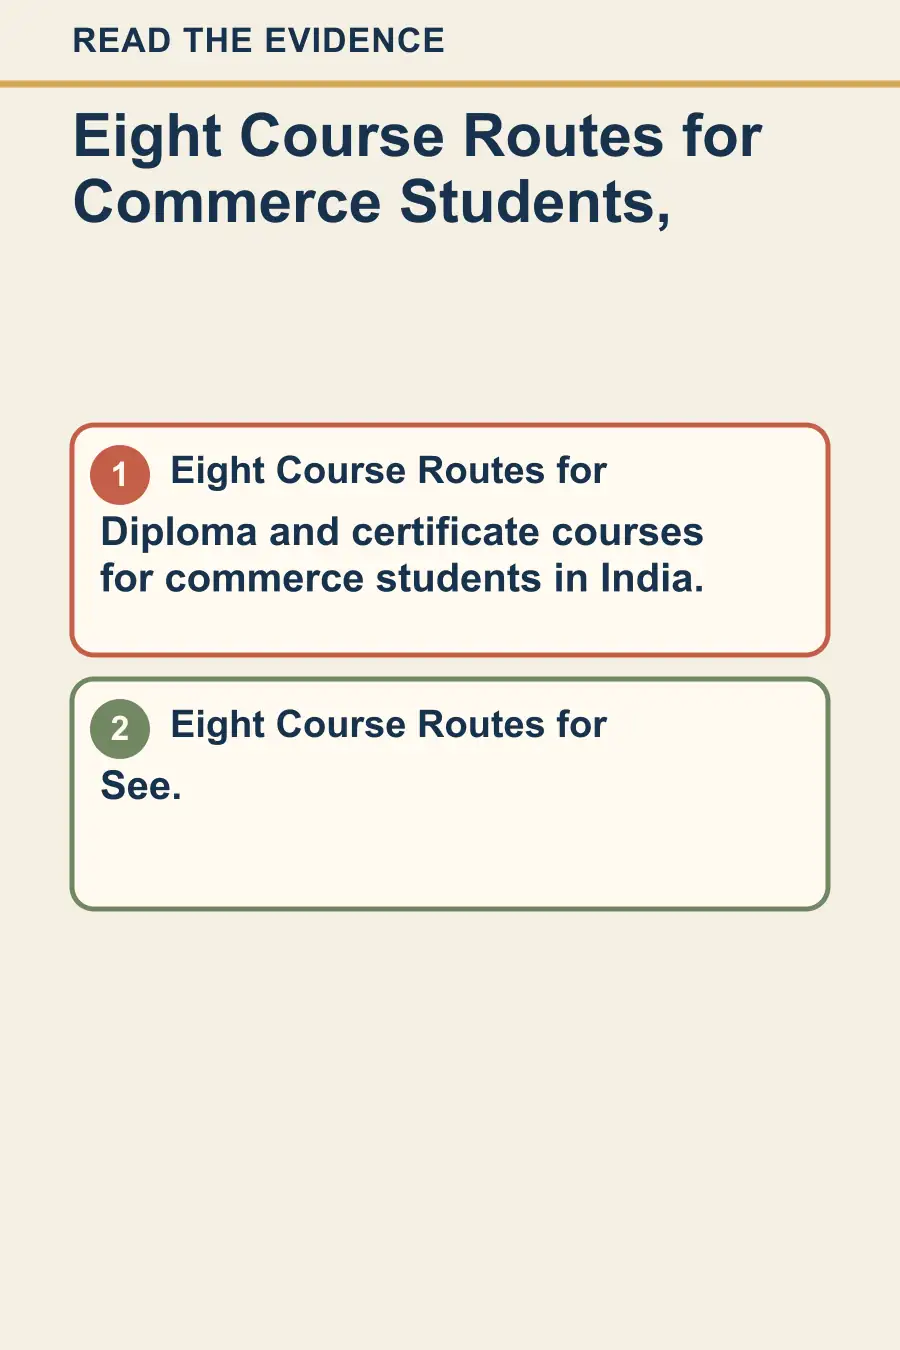 READ THE EVIDENCE
Eight Course Routes for
Commerce Students,
1 Eight Course Routes for
Diploma and certificate courses
for commerce students in India.
2 Eight Course Routes for
See.